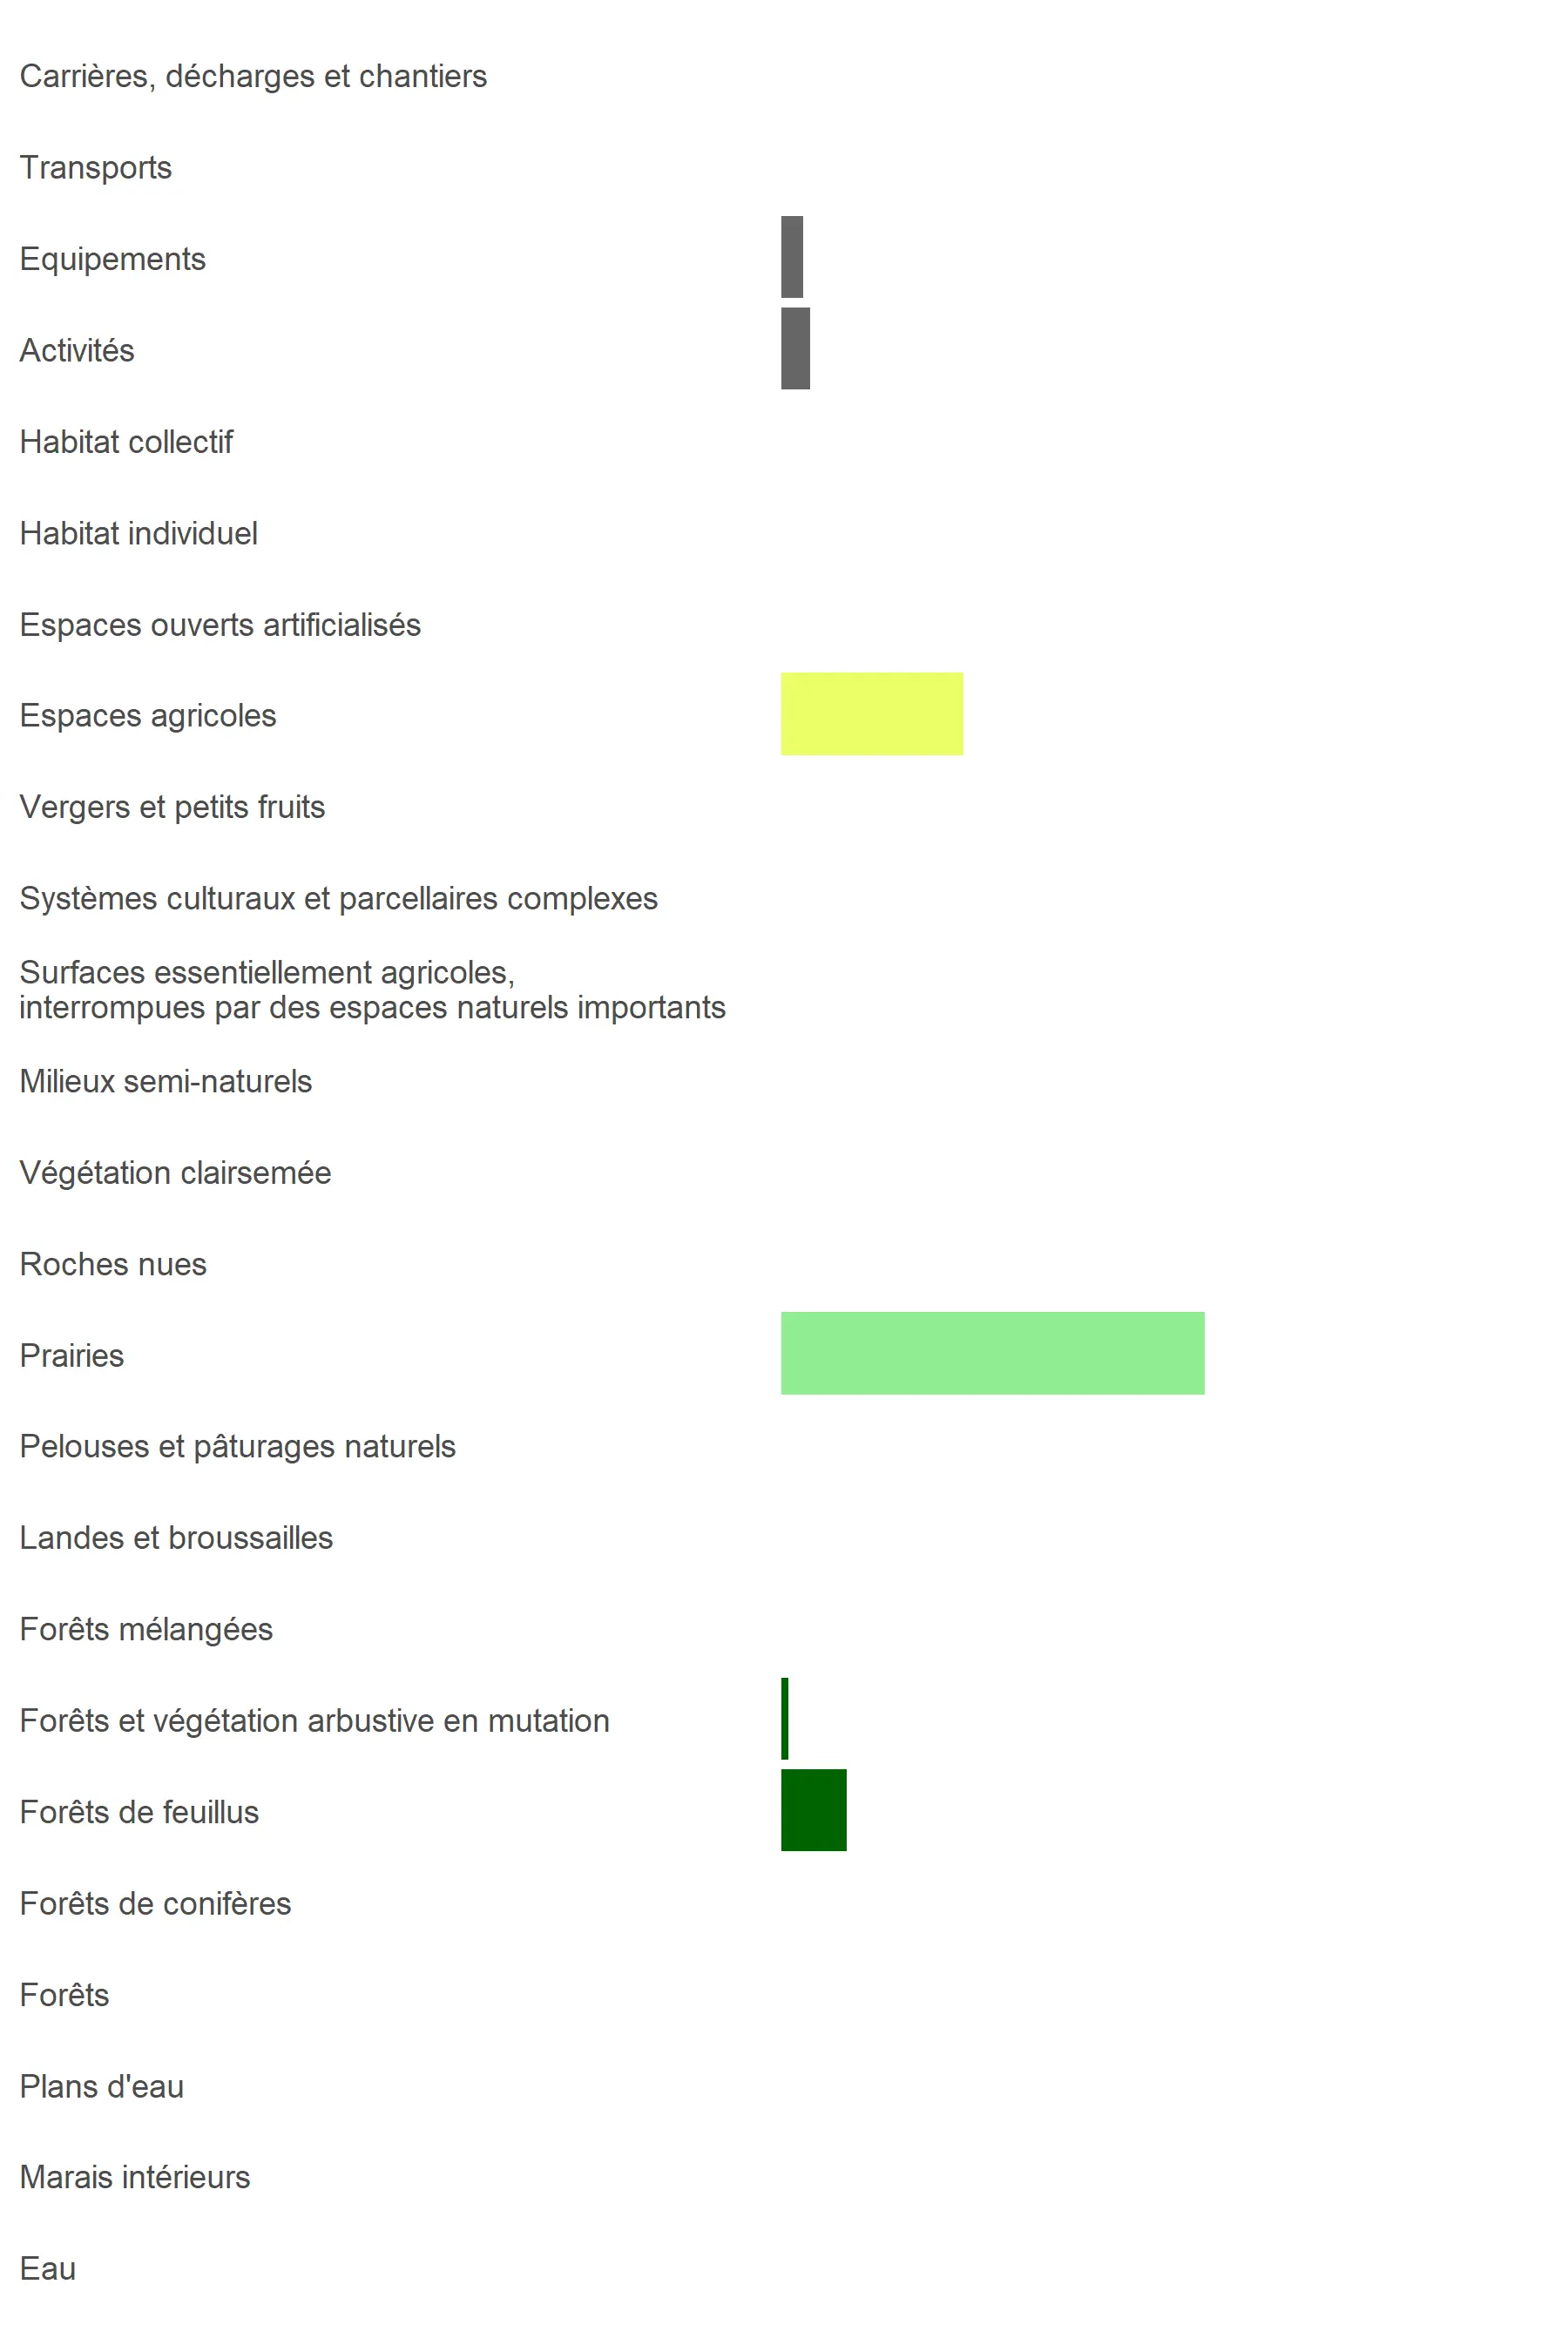 Carrières, décharges et chantiers
Transports
Equipements
Activités
Habitat collectif
Habitat individuel
Espaces ouverts artificialisés
Espaces agricoles
Vergers et petits fruits
Systèmes culturaux et parcellaires complexes
Surfaces essentiellement agricoles,
interrompues par des espaces naturels importants
Milieux semi-naturels
Végétation clairsemée
Roches nues
Prairies
Pelouses et pâturages naturels
Landes et broussailles
Forêts mélangées
Forêts et végétation arbustive en mutation
Forêts de feuillus
Forêts de conifères
Forêts
Plans d'eau
Marais intérieurs
Eau